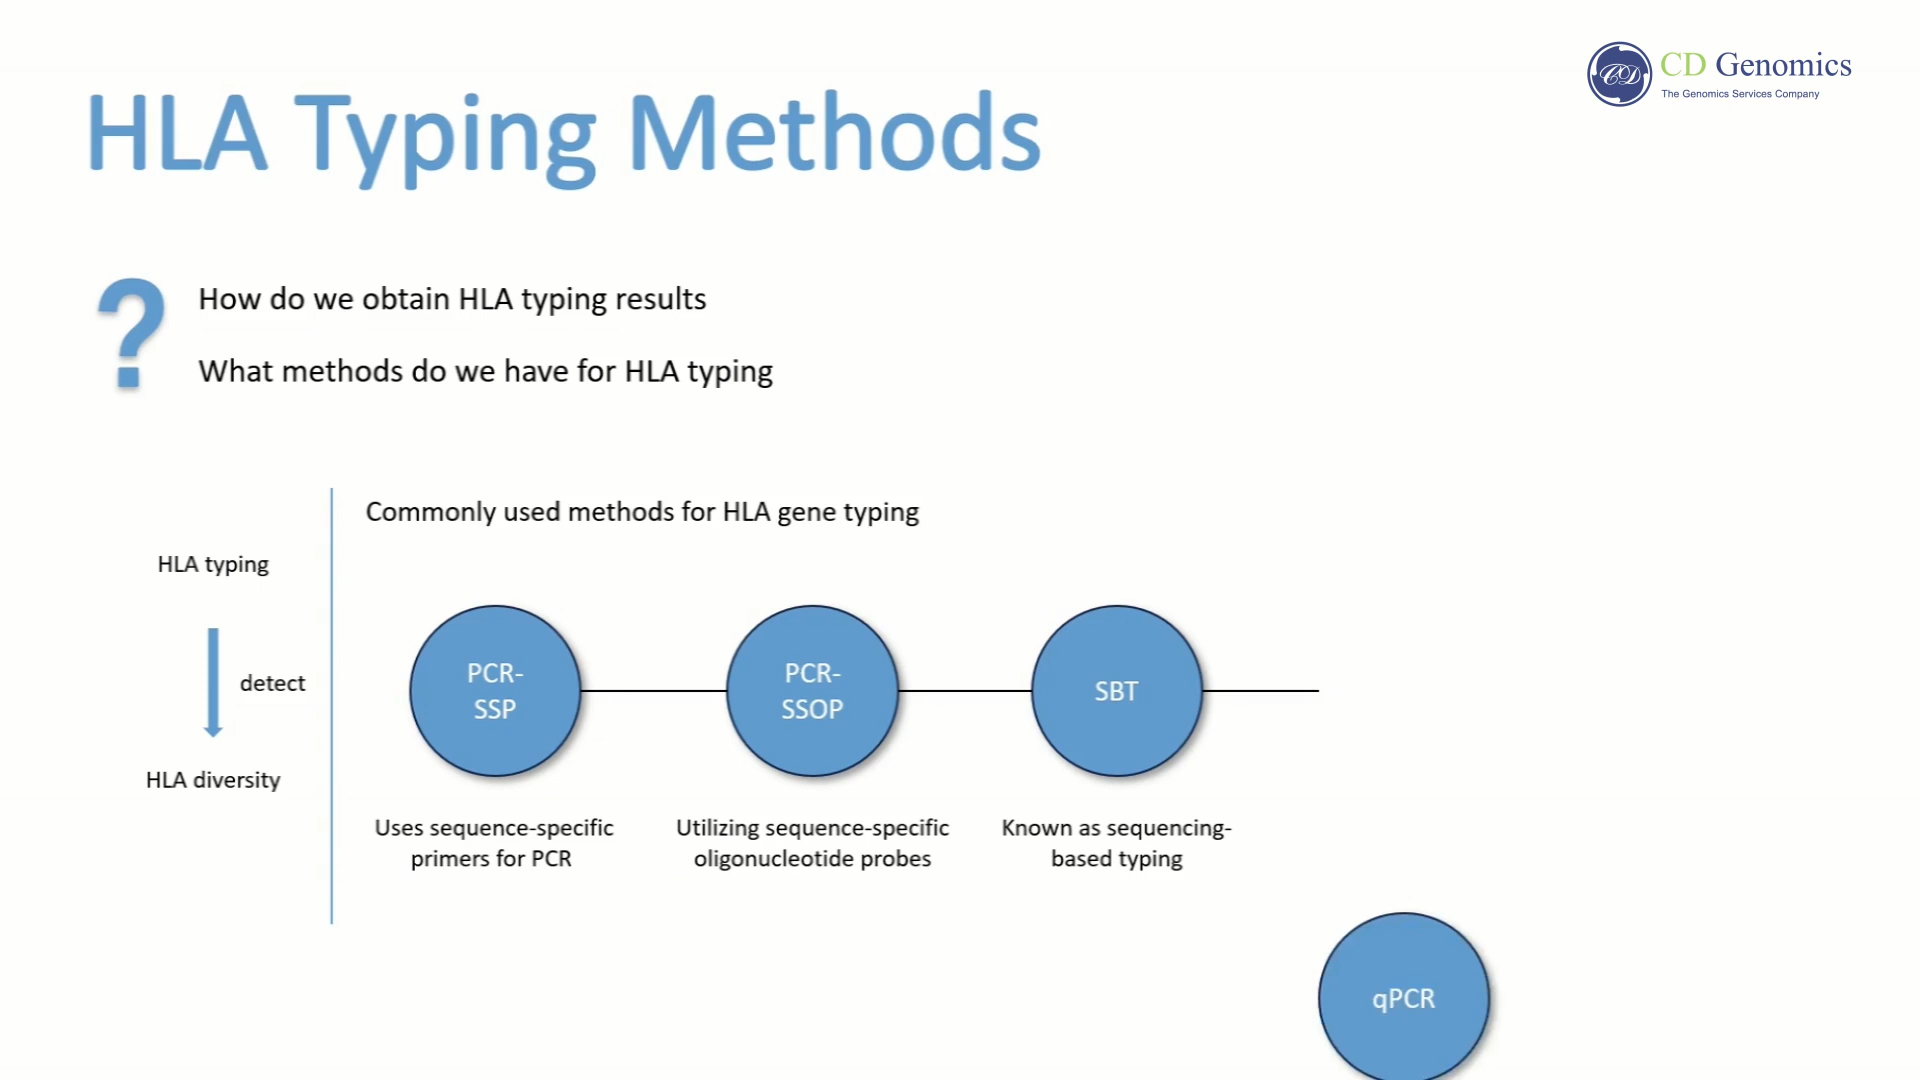 CD Genomics
The Genomics Services Company
HLA Typing Methods
?
How do we obtain HLA typing results
What methods do we have for HLA typing
Commonly used methods for HLA gene typing
HLA typing
detect
HLA diversity
PCR-
SSP
PCR-
SSOP
SBT
Uses sequence-specific
primers for PCR
Utilizing sequence-specific
oligonucleotide probes
Known as sequencing-
based typing
qPCR